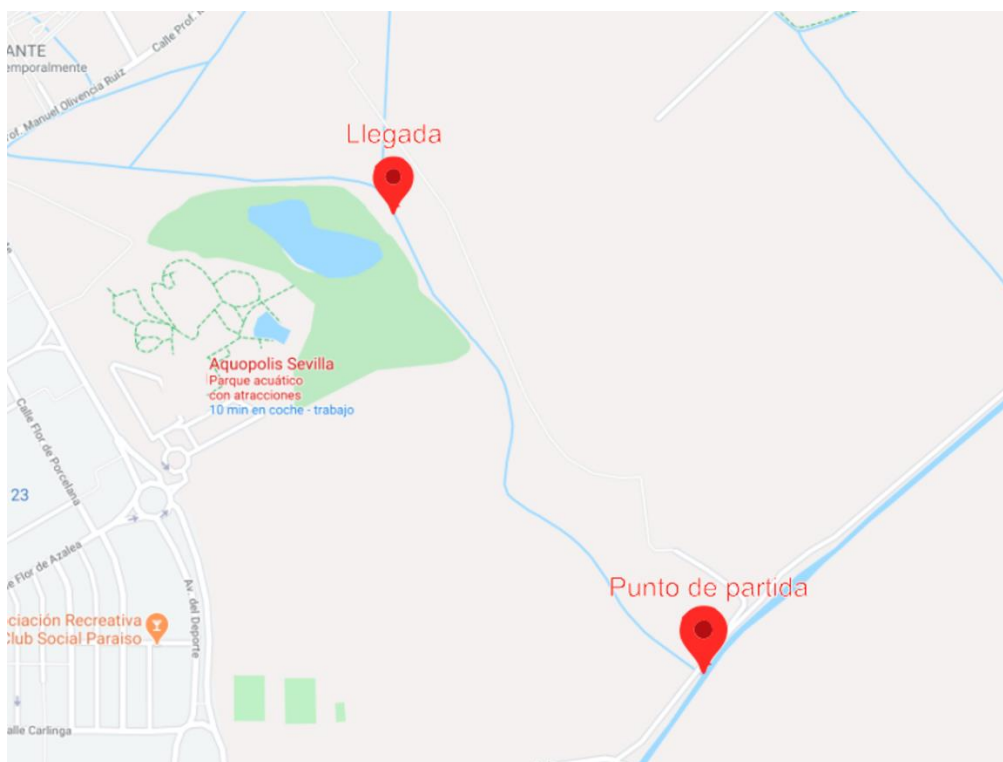 ANTE
emporalmente
Calle Prof.
Prof. Manuel Olivencia Ruiz
Llegada
Aquopolis Sevilla
Parque acuático
con atracciones
10 min en coche - trabajo
Calle Flor de Porcelana
23
e Flor de Azalea
Av. del Deporte
Punto de partida
ociación Recreativa
Club Social Paraiso
alle Carlinga